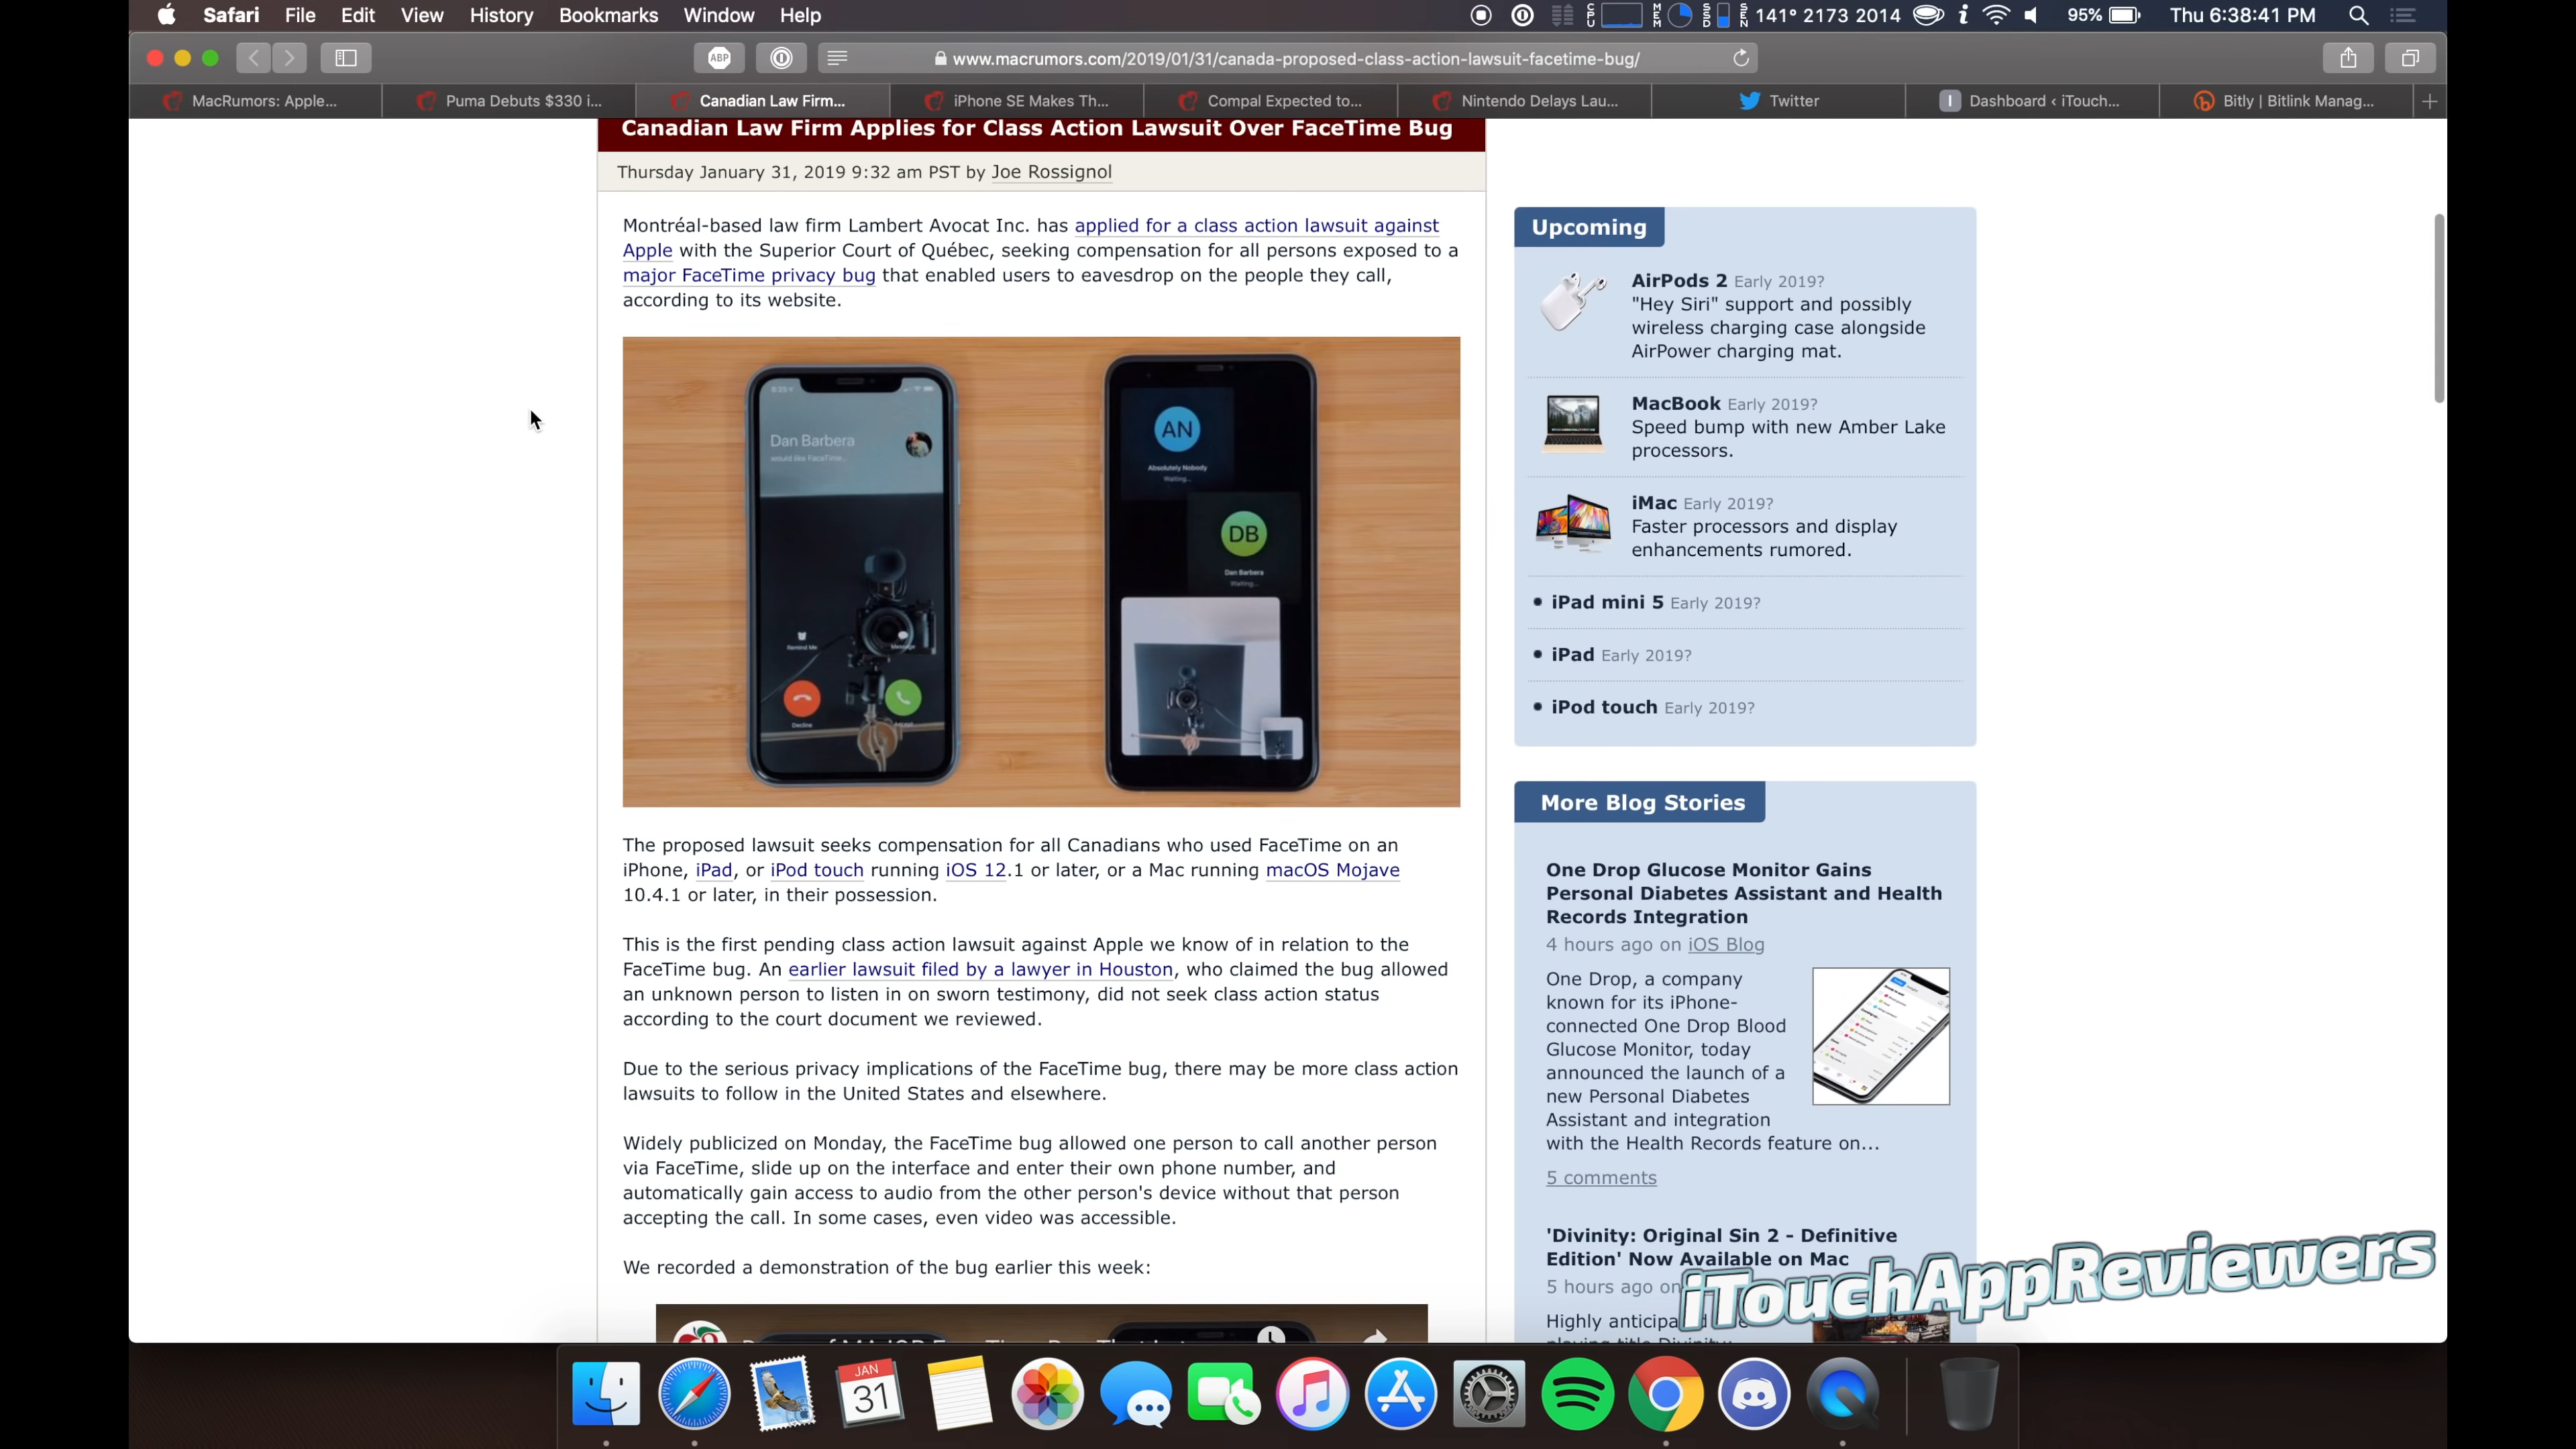 Safari File Edit View History Bookmarks Window Help
CPU MEM SSD SEN 141° 2173 2014 95% Thu 6:38:41 PM
ABP www.macrumors.com/2019/01/31/canada-proposed-class-action-lawsuit-facetime-bug/
MacRumors: Apple... Puma Debuts $330 i... Canadian Law Firm... iPhone SE Makes Th... Compal Expected to... Nintendo Delays Lau... Twitter Dashboard ‹ iTouch... Bitly | Bitlink Manag...
Canadian Law Firm Applies for Class Action Lawsuit Over FaceTime Bug
Thursday January 31, 2019 9:32 am PST by Joe Rossignol
Montréal-based law firm Lambert Avocat Inc. has applied for a class action lawsuit against
Apple with the Superior Court of Québec, seeking compensation for all persons exposed to a
major FaceTime privacy bug that enabled users to eavesdrop on the people they call,
according to its website.
Dan Barbera
would like FaceTime...
Remind Me
Message
Decline
AN
Absolutely Nobody
Waiting...
DB
Dan Barbera
Waiting...
The proposed lawsuit seeks compensation for all Canadians who used FaceTime on an
iPhone, iPad, or iPod touch running iOS 12.1 or later, or a Mac running macOS Mojave
10.4.1 or later, in their possession.
This is the first pending class action lawsuit against Apple we know of in relation to the
FaceTime bug. An earlier lawsuit filed by a lawyer in Houston, who claimed the bug allowed
an unknown person to listen in on sworn testimony, did not seek class action status
according to the court document we reviewed.
Due to the serious privacy implications of the FaceTime bug, there may be more class action
lawsuits to follow in the United States and elsewhere.
Widely publicized on Monday, the FaceTime bug allowed one person to call another person
via FaceTime, slide up on the interface and enter their own phone number, and
automatically gain access to audio from the other person's device without that person
accepting the call. In some cases, even video was accessible.
We recorded a demonstration of the bug earlier this week:
Upcoming
AirPods 2 Early 2019?
"Hey Siri" support and possibly
wireless charging case alongside
AirPower charging mat.
MacBook Early 2019?
Speed bump with new Amber Lake
processors.
iMac Early 2019?
Faster processors and display
enhancements rumored.
• iPad mini 5 Early 2019?
• iPad Early 2019?
• iPod touch Early 2019?
More Blog Stories
One Drop Glucose Monitor Gains
Personal Diabetes Assistant and Health
Records Integration
4 hours ago on iOS Blog
One Drop, a company
known for its iPhone-
connected One Drop Blood
Glucose Monitor, today
announced the launch of a
new Personal Diabetes
Assistant and integration
with the Health Records feature on...
5 comments
'Divinity: Original Sin 2 - Definitive
Edition' Now Available on Mac
5 hours ago on
Highly
iTouchAppReviewers
JAN
31